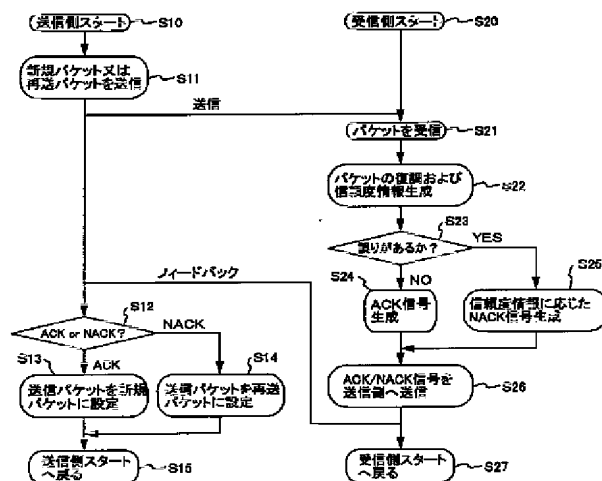 送信側スタート
S10
新規パケット又は
再送パケットを送信
S11
送信
受信側スタート
S20
パケットを受信
S21
パケットの復調および
信頼度情報生成
S22
S23
誤りがあるか?
YES
NO
S24
ACK信号
生成
S25
信頼度情報に応じた
NACK信号生成
フィードバック
S12
ACK or NACK?
NACK
ACK
S13
送信パケットを新規
パケットに設定
S14
送信パケットを再送
パケットに設定
ACK/NACK信号を
送信側へ送信
S26
送信側スタート
へ戻る
S15
受信側スタート
へ戻る
S27